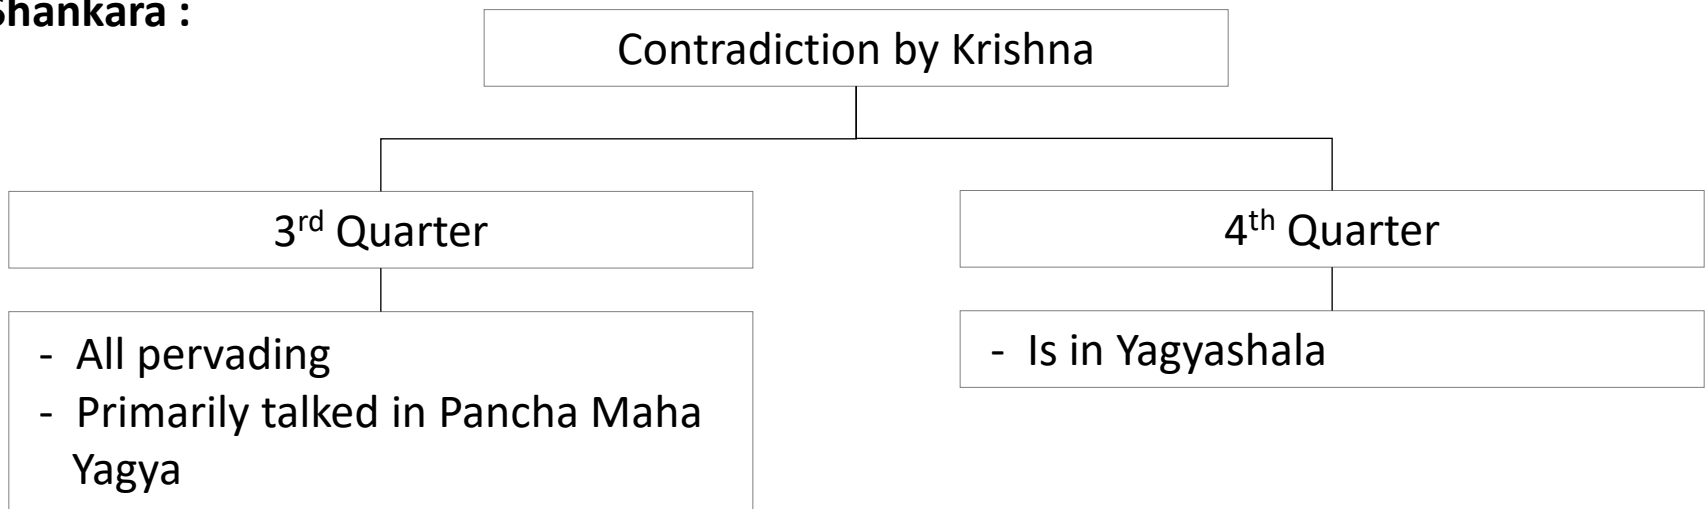 Shankara :
Contradiction by Krishna
3rd Quarter
4th Quarter
- All pervading
- Primarily talked in Pancha Maha
Yagya
- Is in Yagyashala